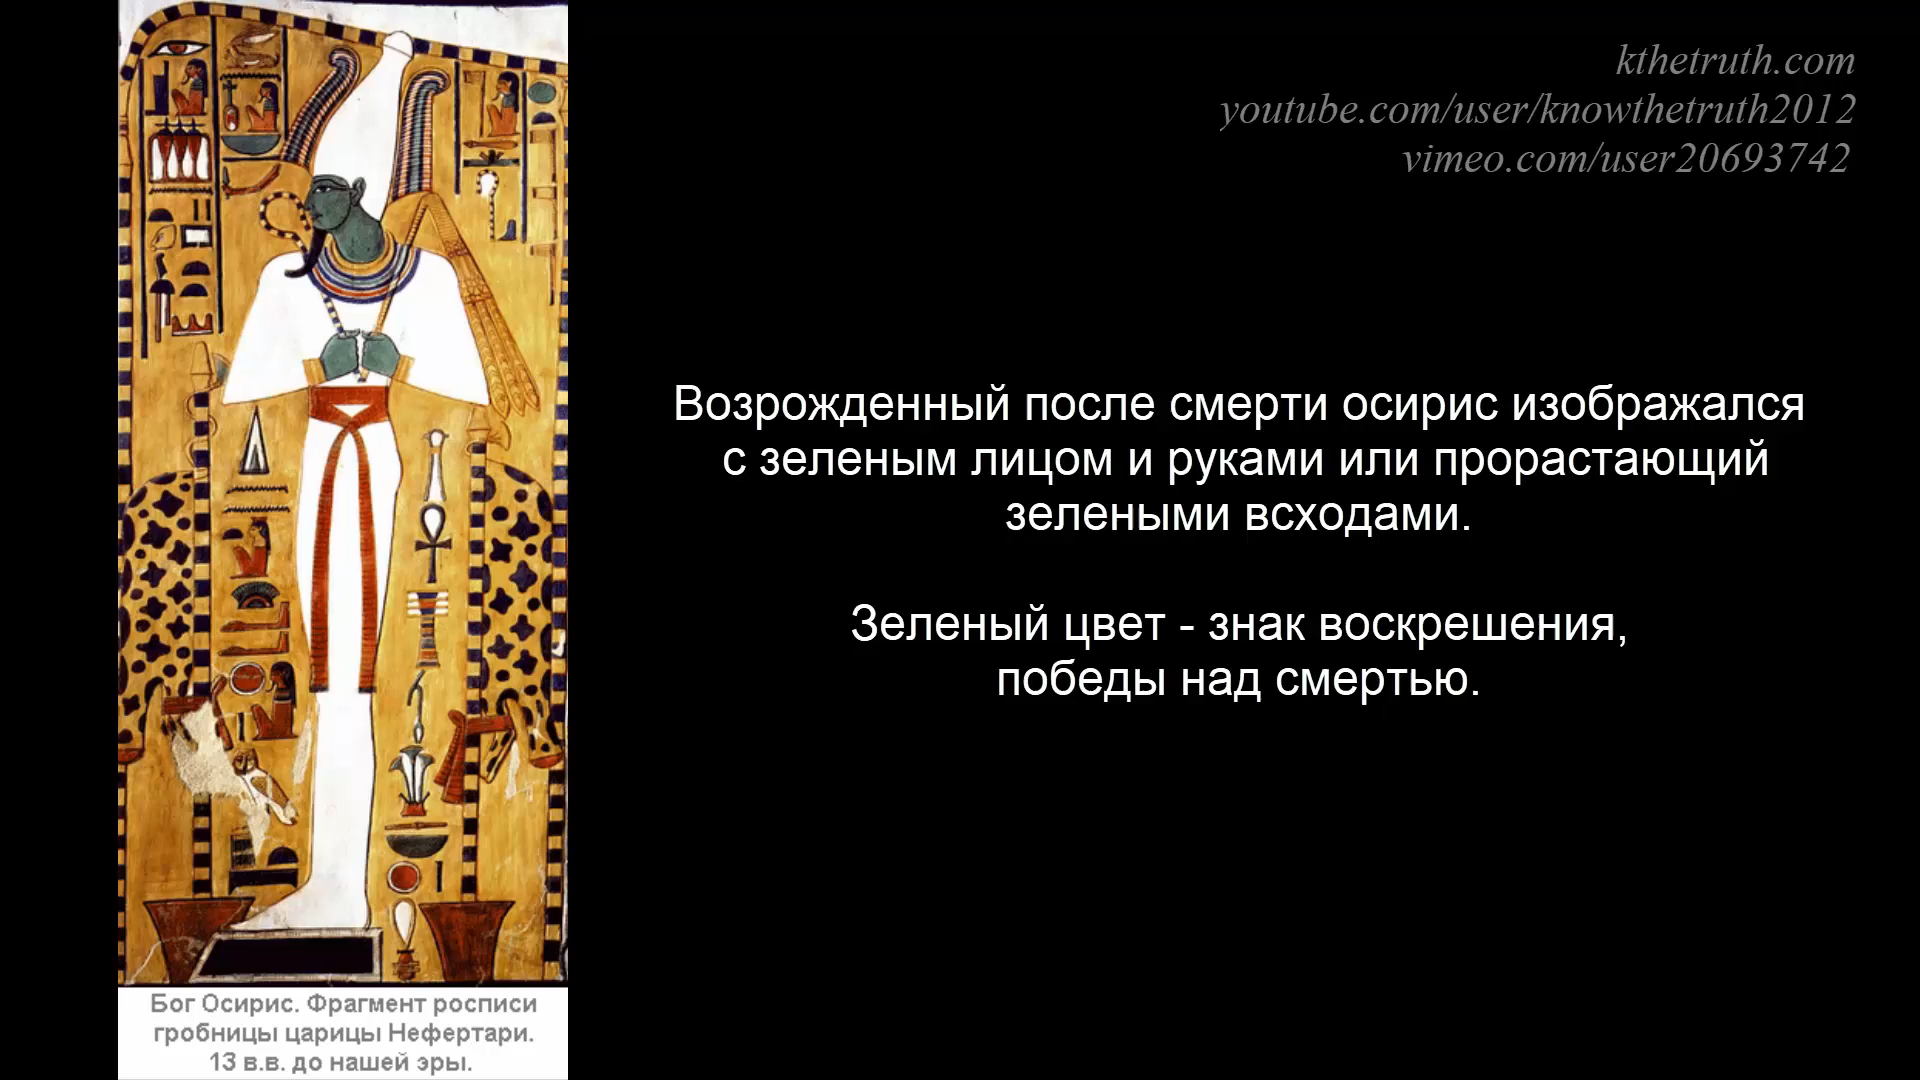 kthetruth.com
youtube.com/user/knowthetruth2012
vimeo.com/user20693742
Возрожденный после смерти осирис изображался
с зеленым лицом и руками или прорастающий
зелеными всходами.
Зеленый цвет - знак воскрешения,
победы над смертью.
Бог Осирис. Фрагмент росписи
гробницы царицы Нефертари.
13 в.в. до нашей эры.